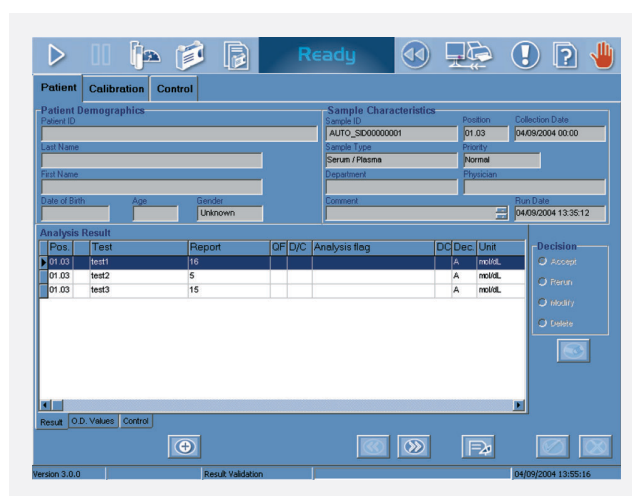 Ready
Patient Calibration Control
Patient Demographics Sample Characteristics
Patient ID Sample ID Position Collection Date
AUTO_SID00000001 01.03 04/09/2004 00:00
Last Name Sample Type Priority
Serum / Plasma Normal
First Name Department Physician
Date of Birth Age Gender Comment Run Date
Unknown 04/09/2004 13:35:12
Analysis Result
Pos. Test Report QF D/C Analysis flag DC Dec. Unit Decision
01.03 test1 16 A mol/dL Accept
01.03 test2 5 A mol/dL Rerun
01.03 test3 15 A mol/dL
Modify
Delete
Result O.D. Values Control
Version 3.0.0 Result Validation 04/09/2004 13:55:16